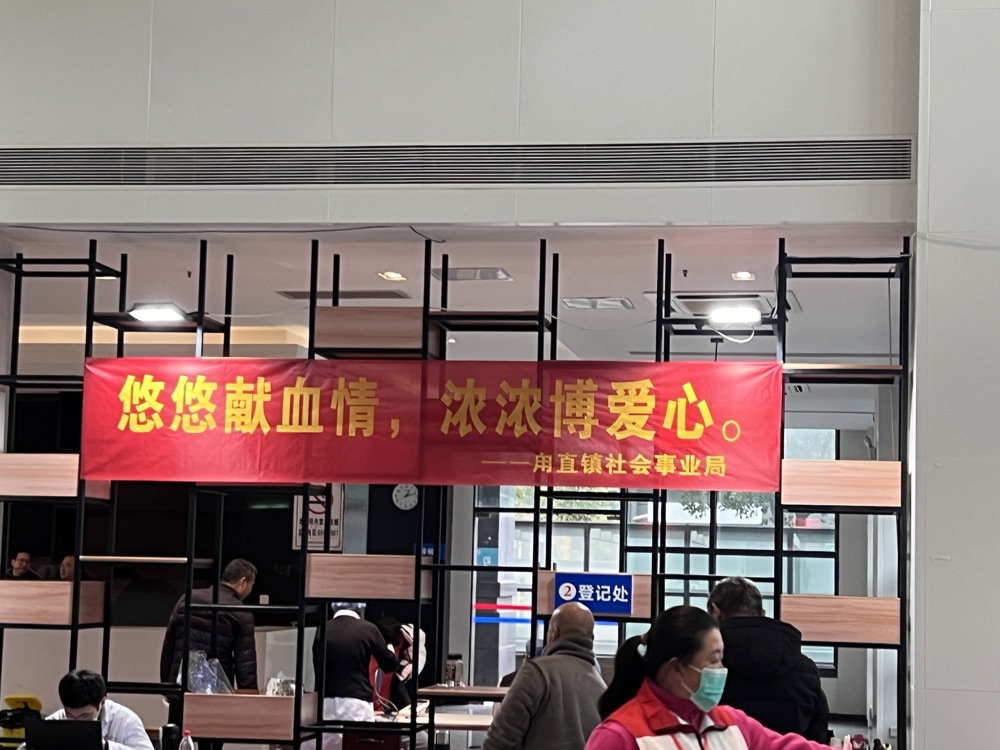 悠悠献血情，浓浓博爱心。
——甪直镇社会事业局
2登记处